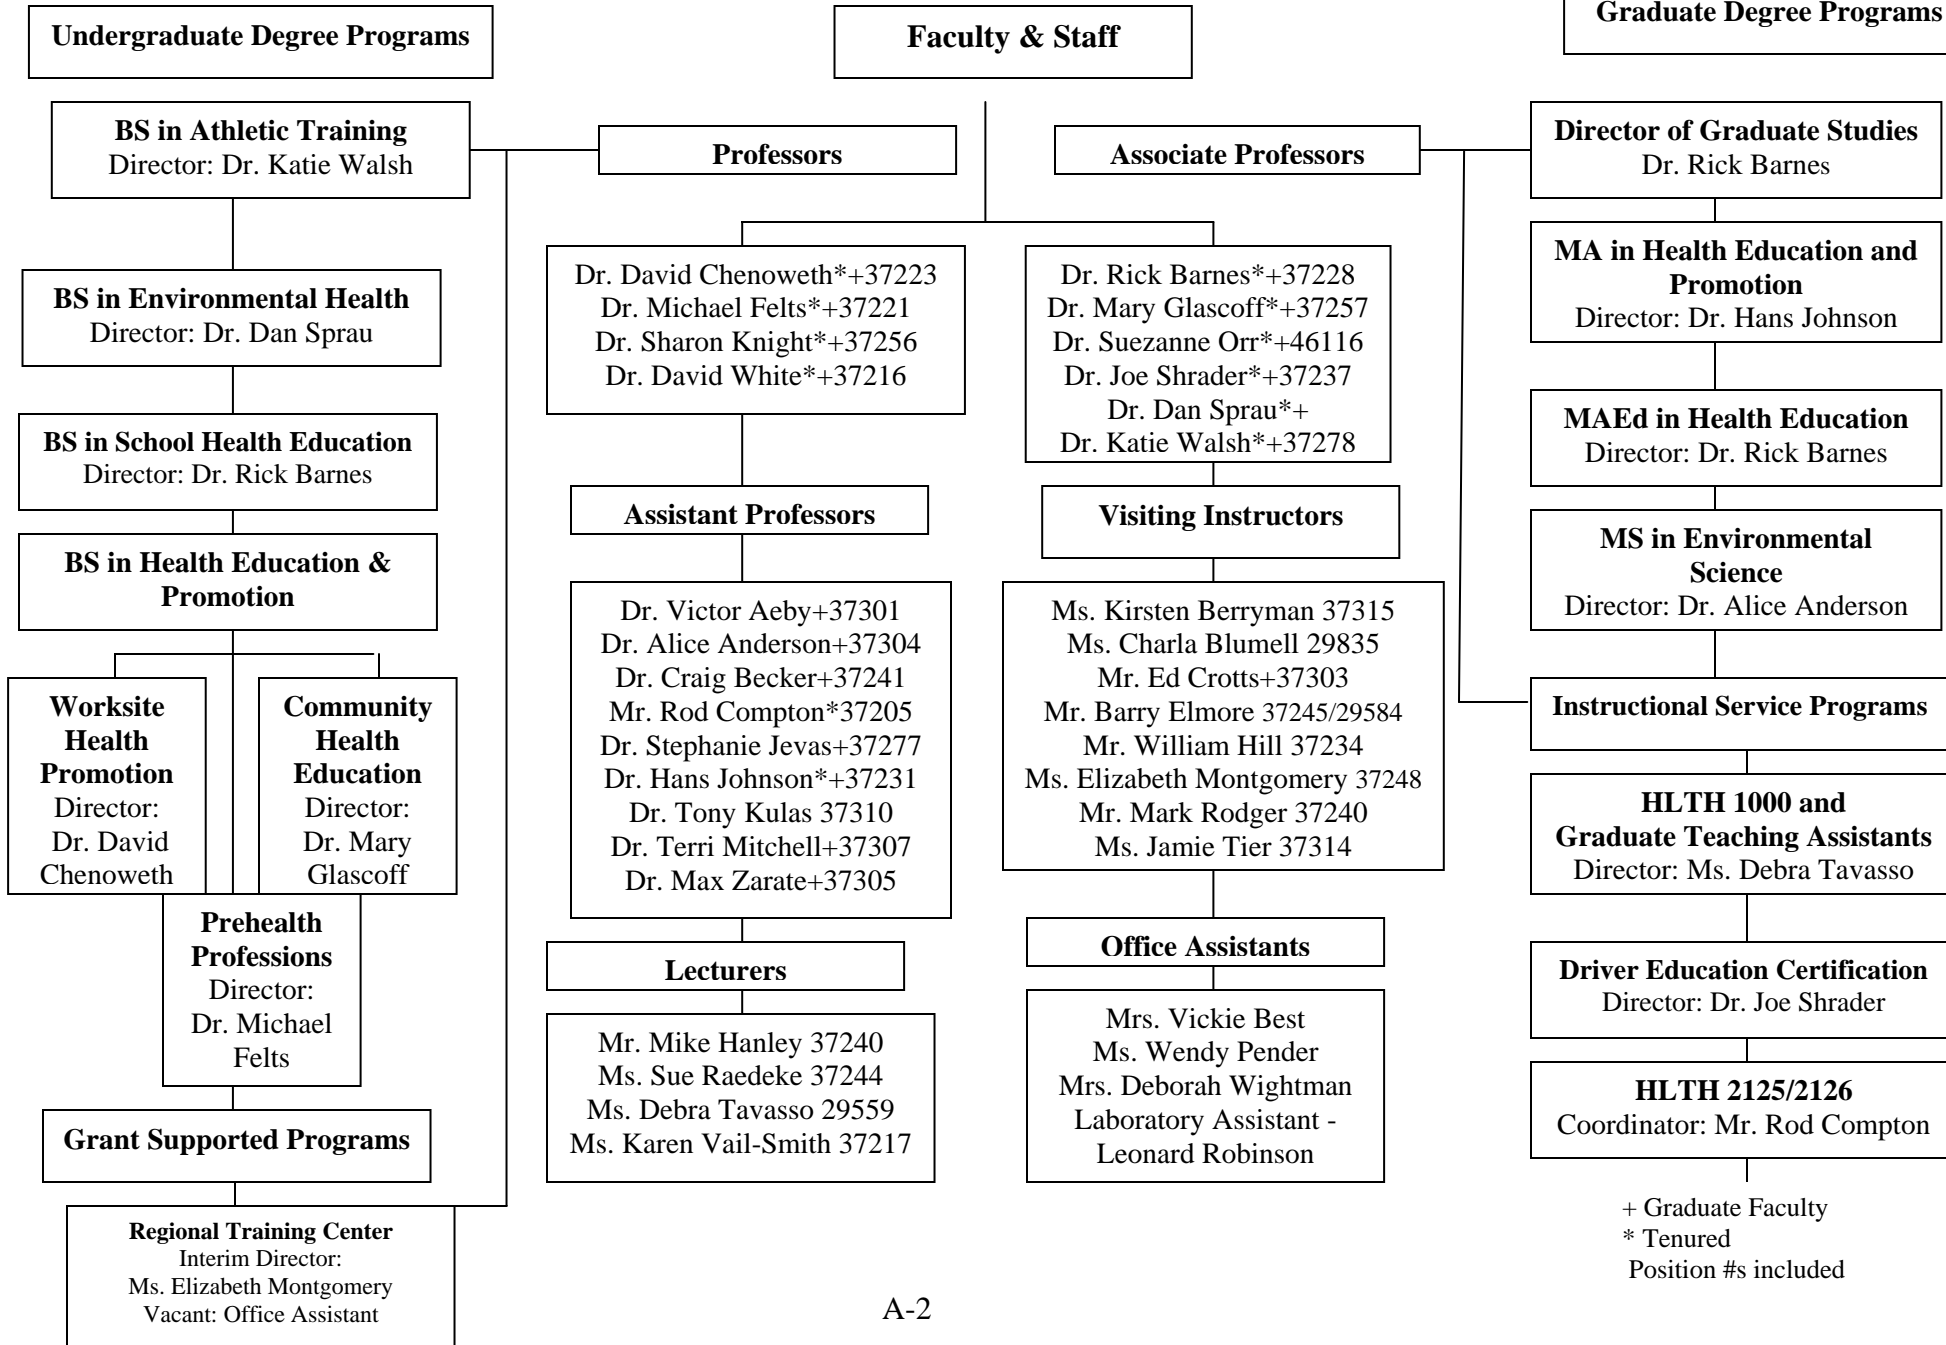 Undergraduate Degree Programs
Faculty & Staff
Graduate Degree Programs
BS in Athletic Training
Director: Dr. Katie Walsh
BS in Environmental Health
Director: Dr. Dan Sprau
BS in School Health Education
Director: Dr. Rick Barnes
BS in Health Education &
Promotion
Worksite
Health
Promotion
Director:
Dr. David
Chenoweth
Community
Health
Education
Director:
Dr. Mary
Glascoff
Prehealth
Professions
Director:
Dr. Michael
Felts
Grant Supported Programs
Regional Training Center
Interim Director:
Ms. Elizabeth Montgomery
Vacant: Office Assistant
Professors
Dr. David Chenoweth*+37223
Dr. Michael Felts*+37221
Dr. Sharon Knight*+37256
Dr. David White*+37216
Assistant Professors
Dr. Victor Aeby+37301
Dr. Alice Anderson+37304
Dr. Craig Becker+37241
Mr. Rod Compton*37205
Dr. Stephanie Jevas+37277
Dr. Hans Johnson*+37231
Dr. Tony Kulas 37310
Dr. Terri Mitchell+37307
Dr. Max Zarate+37305
Lecturers
Mr. Mike Hanley 37240
Ms. Sue Raedeke 37244
Ms. Debra Tavasso 29559
Ms. Karen Vail-Smith 37217
Associate Professors
Dr. Rick Barnes*+37228
Dr. Mary Glascoff*+37257
Dr. Suezanne Orr*+46116
Dr. Joe Shrader*+37237
Dr. Dan Sprau*+
Dr. Katie Walsh*+37278
Visiting Instructors
Ms. Kirsten Berryman 37315
Ms. Charla Blumell 29835
Mr. Ed Crotts+37303
Mr. Barry Elmore 37245/29584
Mr. William Hill 37234
Ms. Elizabeth Montgomery 37248
Mr. Mark Rodger 37240
Ms. Jamie Tier 37314
Office Assistants
Mrs. Vickie Best
Ms. Wendy Pender
Mrs. Deborah Wightman
Laboratory Assistant -
Leonard Robinson
Director of Graduate Studies
Dr. Rick Barnes
MA in Health Education and
Promotion
Director: Dr. Hans Johnson
MAEd in Health Education
Director: Dr. Rick Barnes
MS in Environmental
Science
Director: Dr. Alice Anderson
Instructional Service Programs
HLTH 1000 and
Graduate Teaching Assistants
Director: Ms. Debra Tavasso
Driver Education Certification
Director: Dr. Joe Shrader
HLTH 2125/2126
Coordinator: Mr. Rod Compton
+ Graduate Faculty
* Tenured
Position #s included
A-2